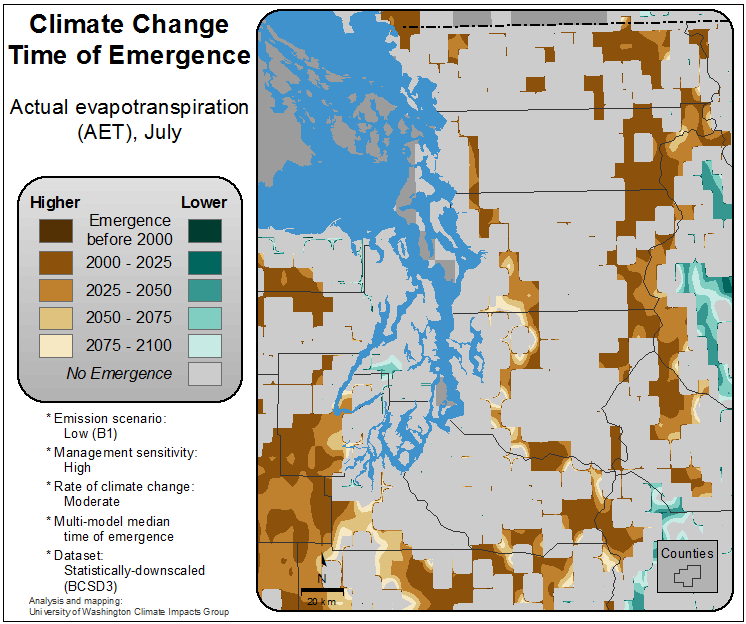 Climate Change
Time of Emergence
Actual evapotranspiration
(AET), July
Higher Lower
Emergence
before 2000
2000 - 2025
2025 - 2050
2050 - 2075
2075 - 2100
No Emergence
* Emission scenario:
Low (B1)
* Management sensitivity:
High
* Rate of climate change:
Moderate
* Multi-model median
time of emergence
* Dataset:
Statistically-downscaled
(BCSD3)
Analysis and mapping:
University of Washington Climate Impacts Group
N
20 km
Counties